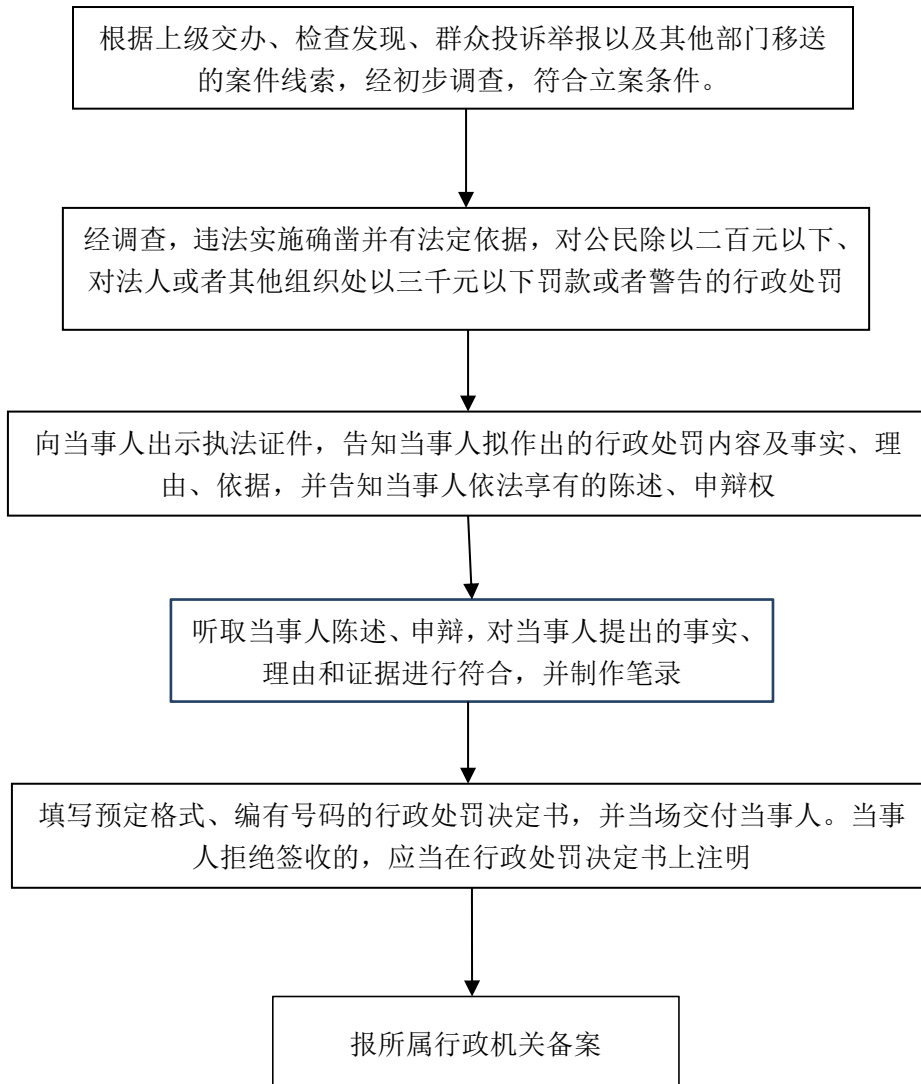 根据上级交办、检查发现、群众投诉举报以及其他部门移送
的案件线索，经初步调查，符合立案条件。
经调查，违法实施确凿并有法定依据，对公民除以二百元以下、
对法人或者其他组织处以三千元以下罚款或者警告的行政处罚
向当事人出示执法证件，告知当事人拟作出的行政处罚内容及事实、理
由、依据，并告知当事人依法享有的陈述、申辩权
听取当事人陈述、申辩，对当事人提出的事实、
理由和证据进行符合，并制作笔录
填写预定格式、编有号码的行政处罚决定书，并当场交付当事人。当事
人拒绝签收的，应当在行政处罚决定书上注明
报所属行政机关备案